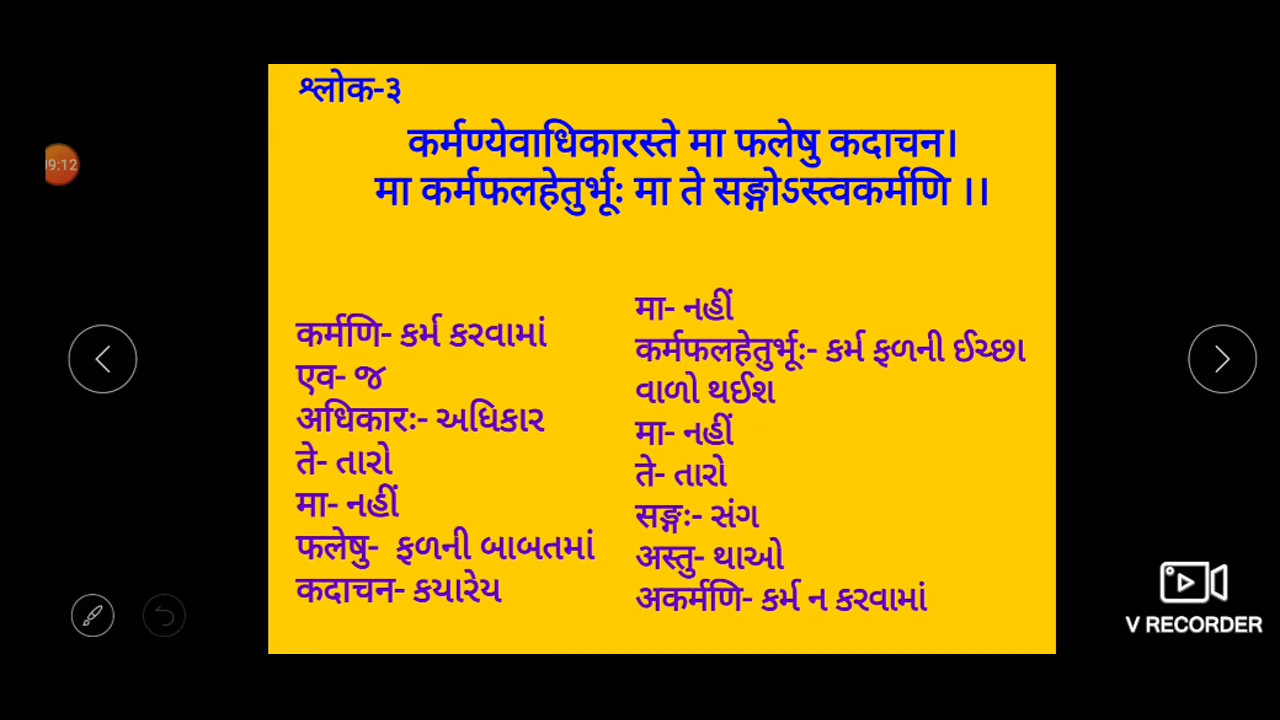 श्लोक-३
कर्मण्येवाधिकारस्ते मा फलेषु कदाचन।
मा कर्मफलहेतुर्भूः मा ते सङ्गोऽस्त्वकर्मणि ।।
9:12
कर्मणि- કર્મ કરવામાં
एव- જ
अधिकारः- અધિકાર
ते- તારો
मा- નહીં
फलेषु- ફળની બાબતમાં
कदाचन- કયારેય
मा- નહીં
कर्मफलहेतुर्भूः- કર્મ ફળની ઈચ્છા
વાળો થઈશ
मा- નહીં
ते- તારો
सङ्गः- સંગ
अस्तु- થાઓ
अकर्मणि- કર્મ ન કરવામાં
V RECORDER